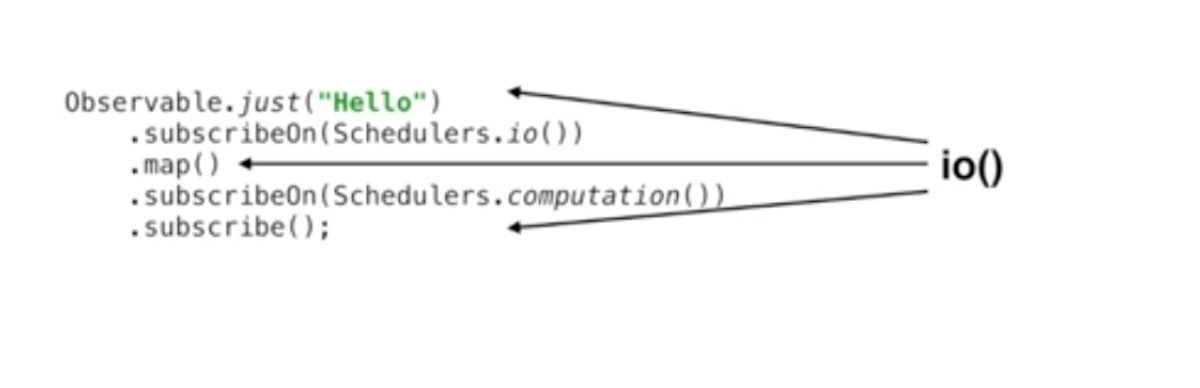 Observable.just("Hello")
.subscribeOn(Schedulers.io())
.map()
.subscribeOn(Schedulers.computation())
.subscribe();
io()